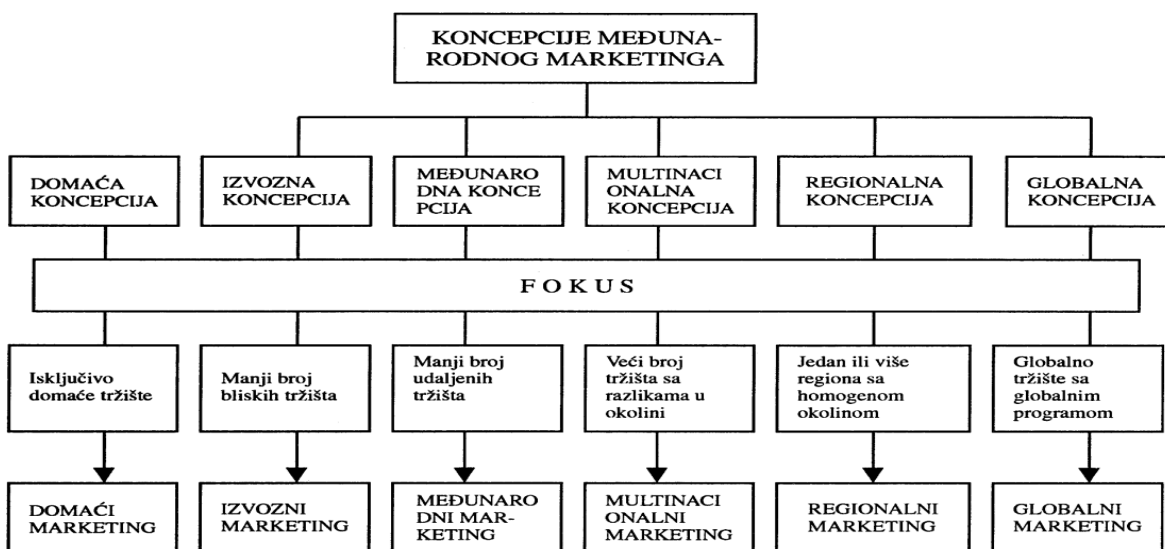 KONCEPCIJE MEĐUNA-
RODNOG MARKETINGA
DOMAĆA
KONCEPCIJA
IZVOZNA
KONCEPCIJA
MEĐUNARO
DNA KONCE
PCIJA
MULTINACI
ONALNA
KONCEPCIJA
REGIONALNA
KONCEPCIJA
GLOBALNA
KONCEPCIJA
F O K U S
Isključivo
domaće tržište
Manji broj
bliskih tržišta
Manji broj
udaljenih
tržišta
Veći broj
tržišta sa
razlikama u
okolini
Jedan ili više
regiona sa
homogenom
okolinom
Globalno
tržište sa
globalnim
programom
DOMAĆI
MARKETING
IZVOZNI
MARKETING
MEĐUNARO
DNI MAR-
KETING
MULTINACI
ONALNI
MARKETING
REGIONALNI
MARKETING
GLOBALNI
MARKETING